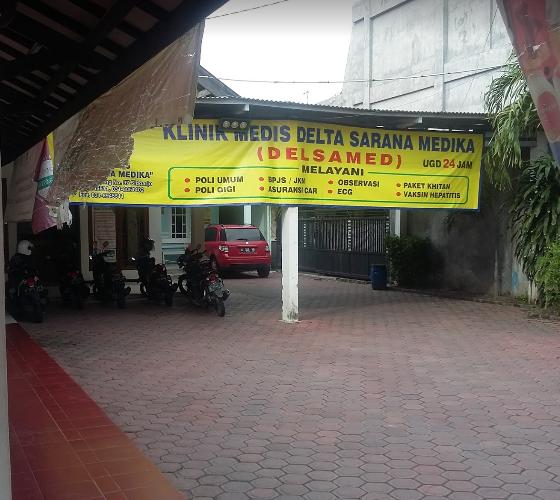 KLINIK MEDIS DELTA SARANA MEDIKA
(DELSAMED)
UGD 24 JAM
MELAYANI
• POLI UMUM
• POLI GIGI
• BPJS / JKN
• ASURANSI CAR
• OBSERVASI
• ECG
• PAKET KHITAN
• VAKSIN HEPATITIS
MEDIKA"